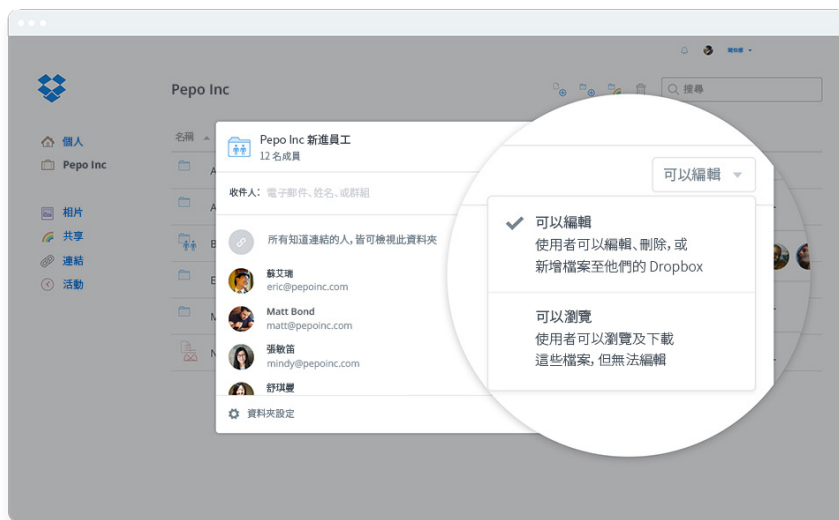 Pepo Inc
搜尋
個人
Pepo Inc
相片
共享
連結
活動
名稱
A
A
B
E
M
N
Pepo Inc 新進員工
12 名成員
收件人: 電子郵件、姓名、或群組
所有知道連結的人, 皆可檢視此資料夾
蘇艾瑞
eric@pepoinc.com
Matt Bond
matt@pepoinc.com
張敏笛
mindy@pepoinc.com
舒琪曼
資料夾設定
可以編輯
可以編輯
使用者可以編輯、刪除, 或
新增檔案至他們的 Dropbox
可以瀏覽
使用者可以瀏覽及下載
這些檔案, 但無法編輯